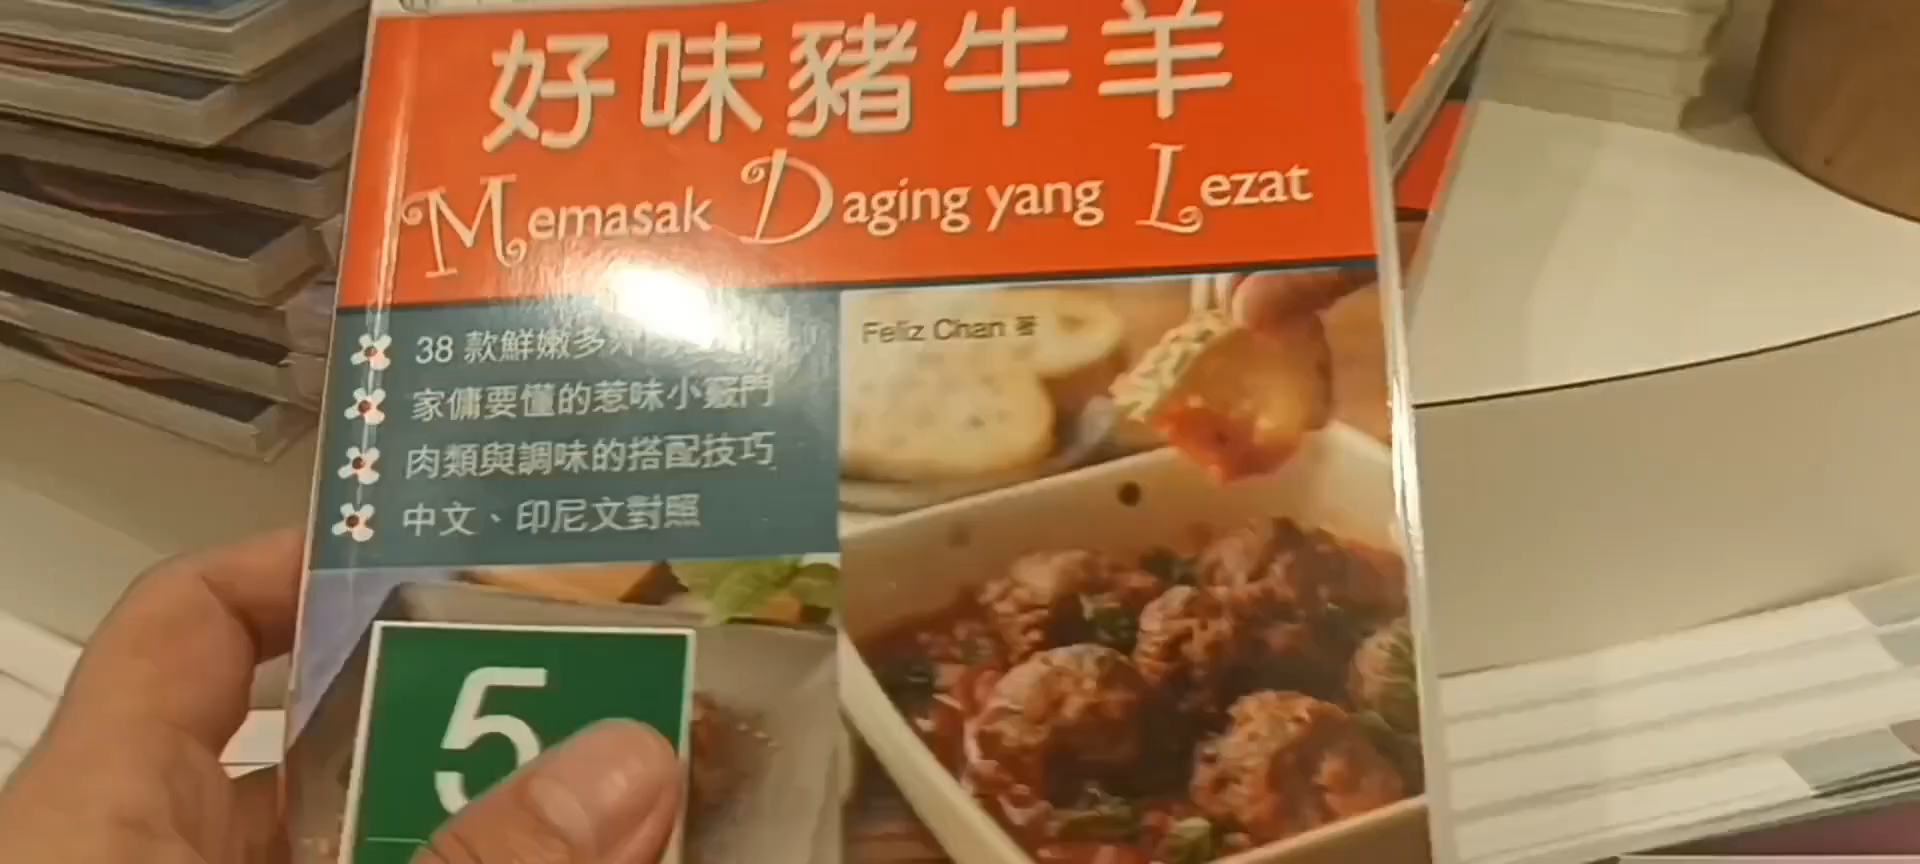 好味豬牛羊
Memasak Daging yang Lezat
38 款鮮嫩多
家傭要懂的惹味小竅門
肉類與調味的搭配技巧
中文、印尼文對照
Feliz Chan 著
5